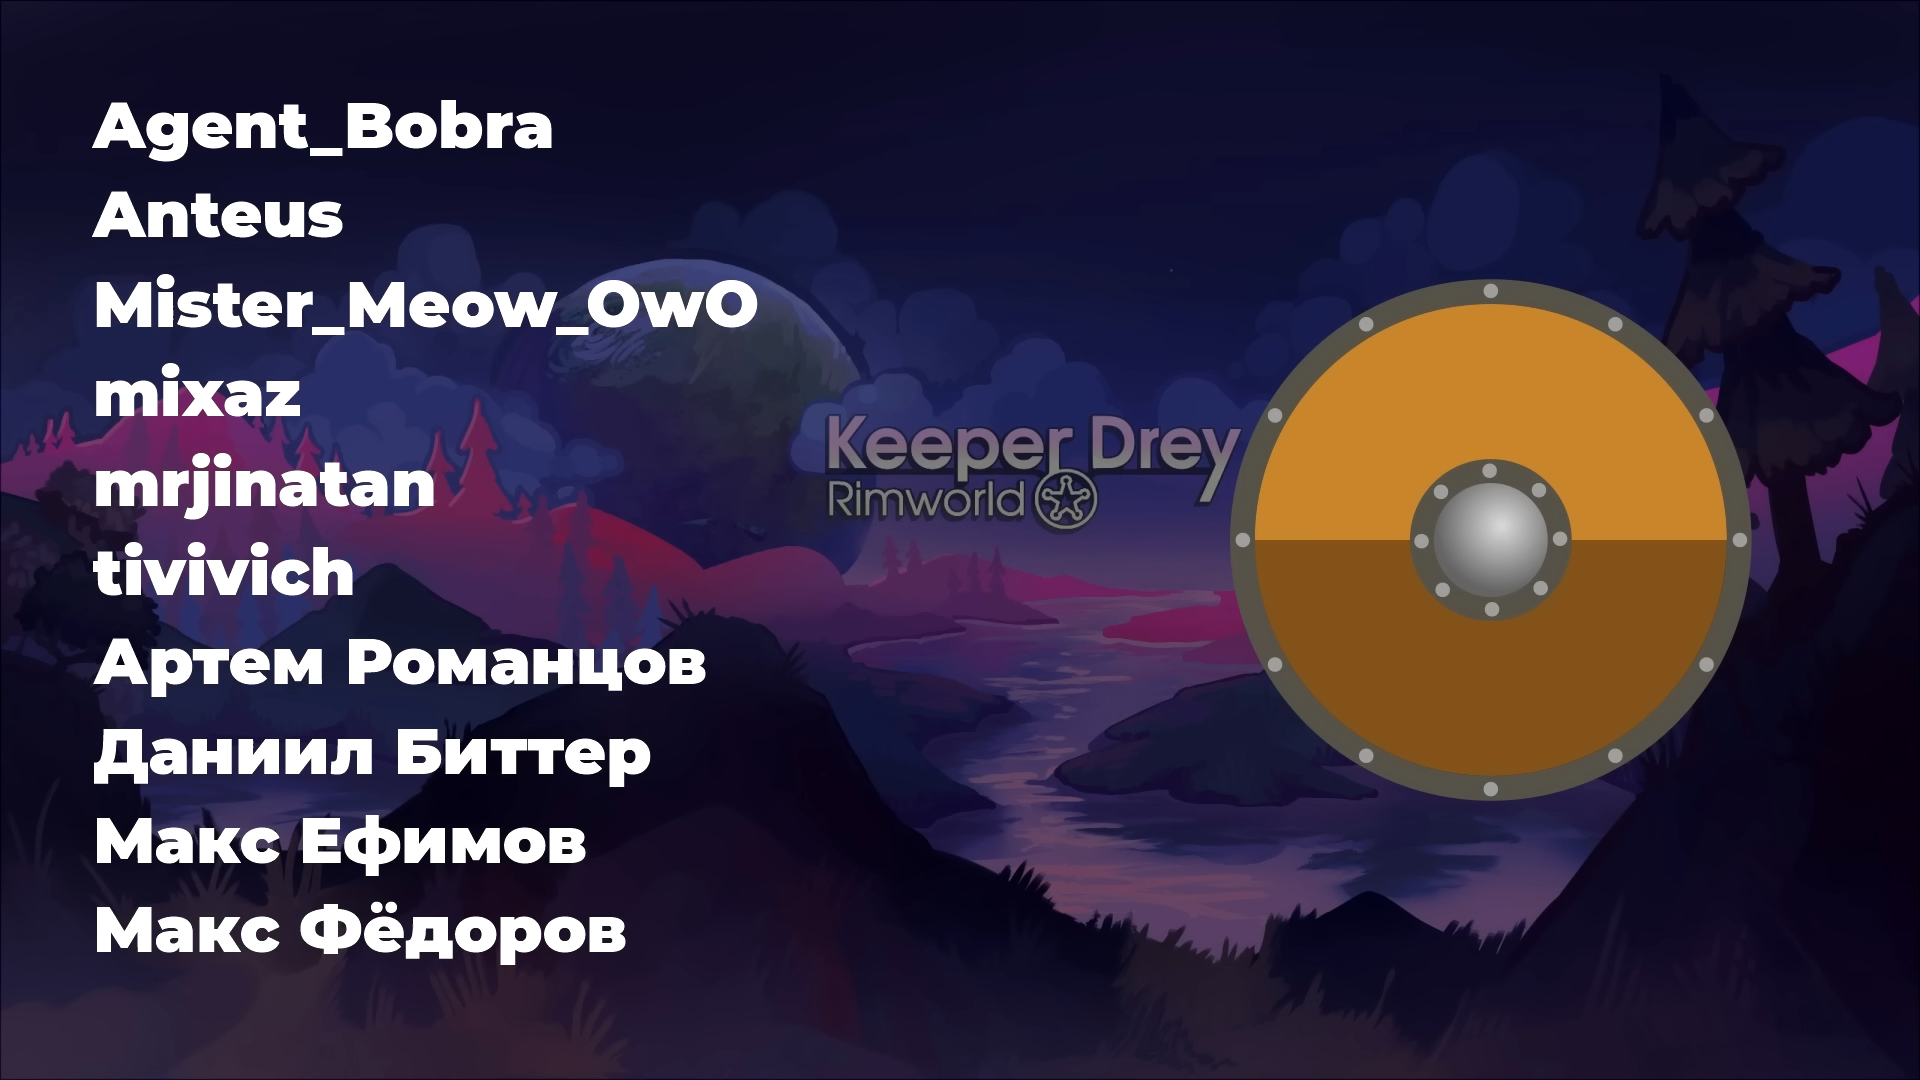 Agent_Bobra
Anteus
Mister_Meow_OwO
mixaz
mrjinatan
tivivich
Артем Романцов
Даниил Биттер
Макс Ефимов
Макс Фёдоров
Keeper Drey
Rimworld